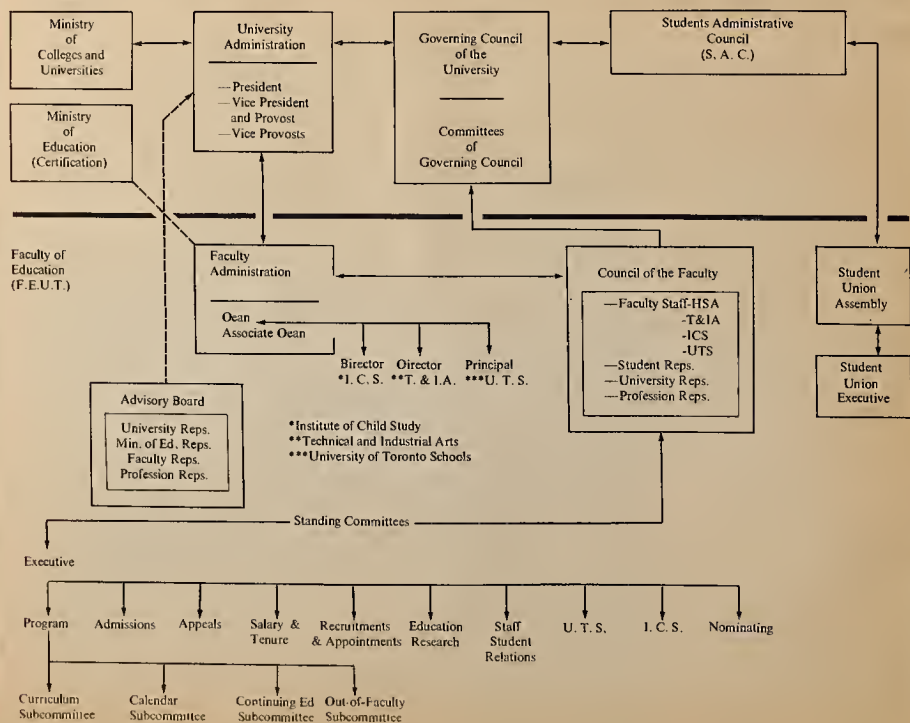 Ministry
of
Colleges and
Universities
University
Administration
—President
—Vice President
and Provost
—Vice Provosts
Governing Council
of the
University
Committees
of
Governing Council
Students Administrative
Council
(S. A. C.)
Ministry
of
Education
(Certification)
Faculty of
Education
(F.E.U.T.)
Faculty
Administration
Oean
Associate Oean
Birector
*I. C. S.
Oirector
**T. & I.A.
Principal
***U. T. S.
Council of the Faculty
—Faculty Staff-HSA
-T&IA
-ICS
-UTS
—Student Reps.
—University Reps.
—Profession Reps.
Student
Union
Assembly
Student
Union
Executive
Advisory Board
University Reps.
Min. of Ed. Reps.
Faculty Reps.
Profession Reps.
*Institute of Child Study
**Technical and Industrial Arts
***University of Toronto Schools
Standing Committees
Executive
Program
Admissions
Appeals
Salary &
Tenure
Recruitments
& Appointments
Education
Research
Staff
Student
Relations
U. T. S.
I. C. S.
Nominating
Curriculum
Subcommittee
Calendar
Subcommittee
Continuing Ed
Subcommittee
Out-of-Faculty
Subcommittee